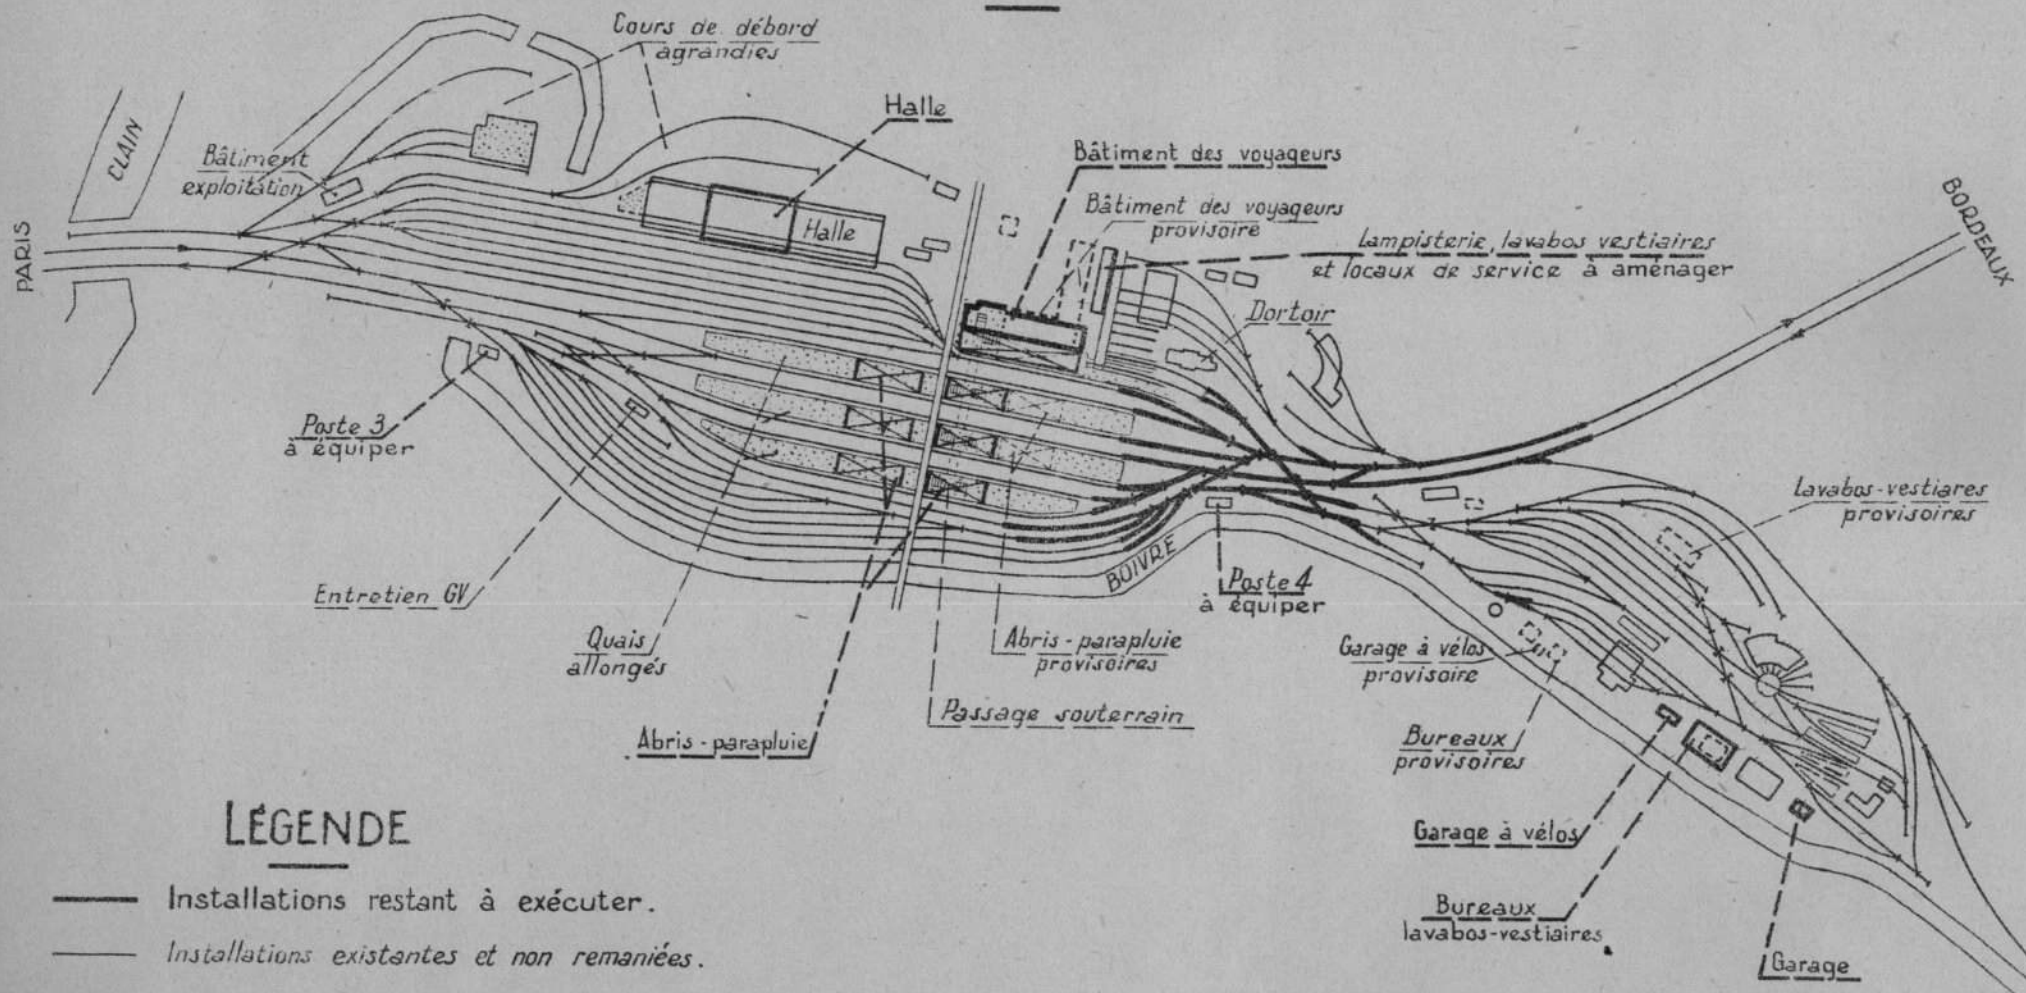 Cours de débord
agrandies
Halle
CLAIN
Bâtiment
exploitation
Bâtiment des voyageurs
Bâtiment des voyageurs
provisoire
Halle
Lampisterie, lavabos vestiaires
et locaux de service à aménager
BORDEAUX
PARIS
Dortoir
Poste 3
à équiper
Lavabos-vestiares
provisoires
BOIVRE
Entretien GV
Poste 4
à équiper
Quais
allongés
Abris-parapluie
provisoires
Garage à vélos
provisoire
Passage souterrain
Abris-parapluie
Bureaux
provisoires
LÉGENDE
Garage à vélos
Installations restant à exécuter.
Bureaux
lavabos-vestiaires
Installations existantes et non remaniées.
Garage